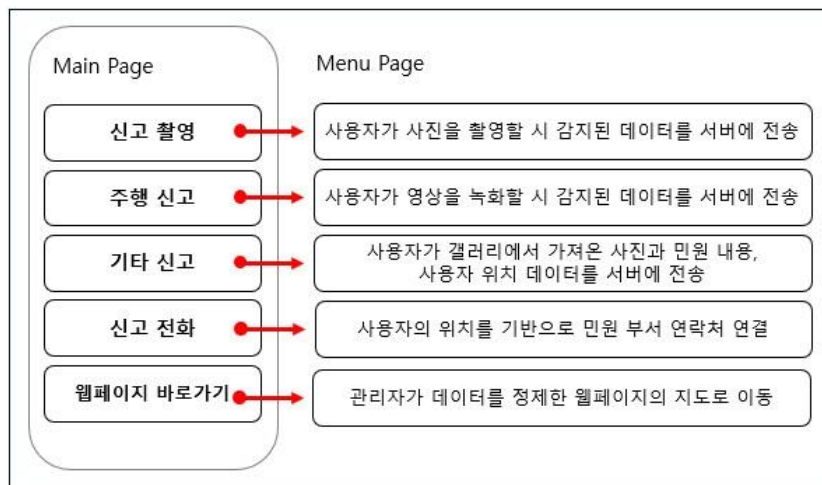 Main Page
Menu Page
신고 촬영
사용자가 사진을 촬영할 시 감지된 데이터를 서버에 전송
주행 신고
사용자가 영상을 녹화할 시 감지된 데이터를 서버에 전송
기타 신고
사용자가 갤러리에서 가져온 사진과 민원 내용,
사용자 위치 데이터를 서버에 전송
신고 전화
사용자의 위치를 기반으로 민원 부서 연락처 연결
웹페이지 바로가기
관리자가 데이터를 정제한 웹페이지의 지도로 이동